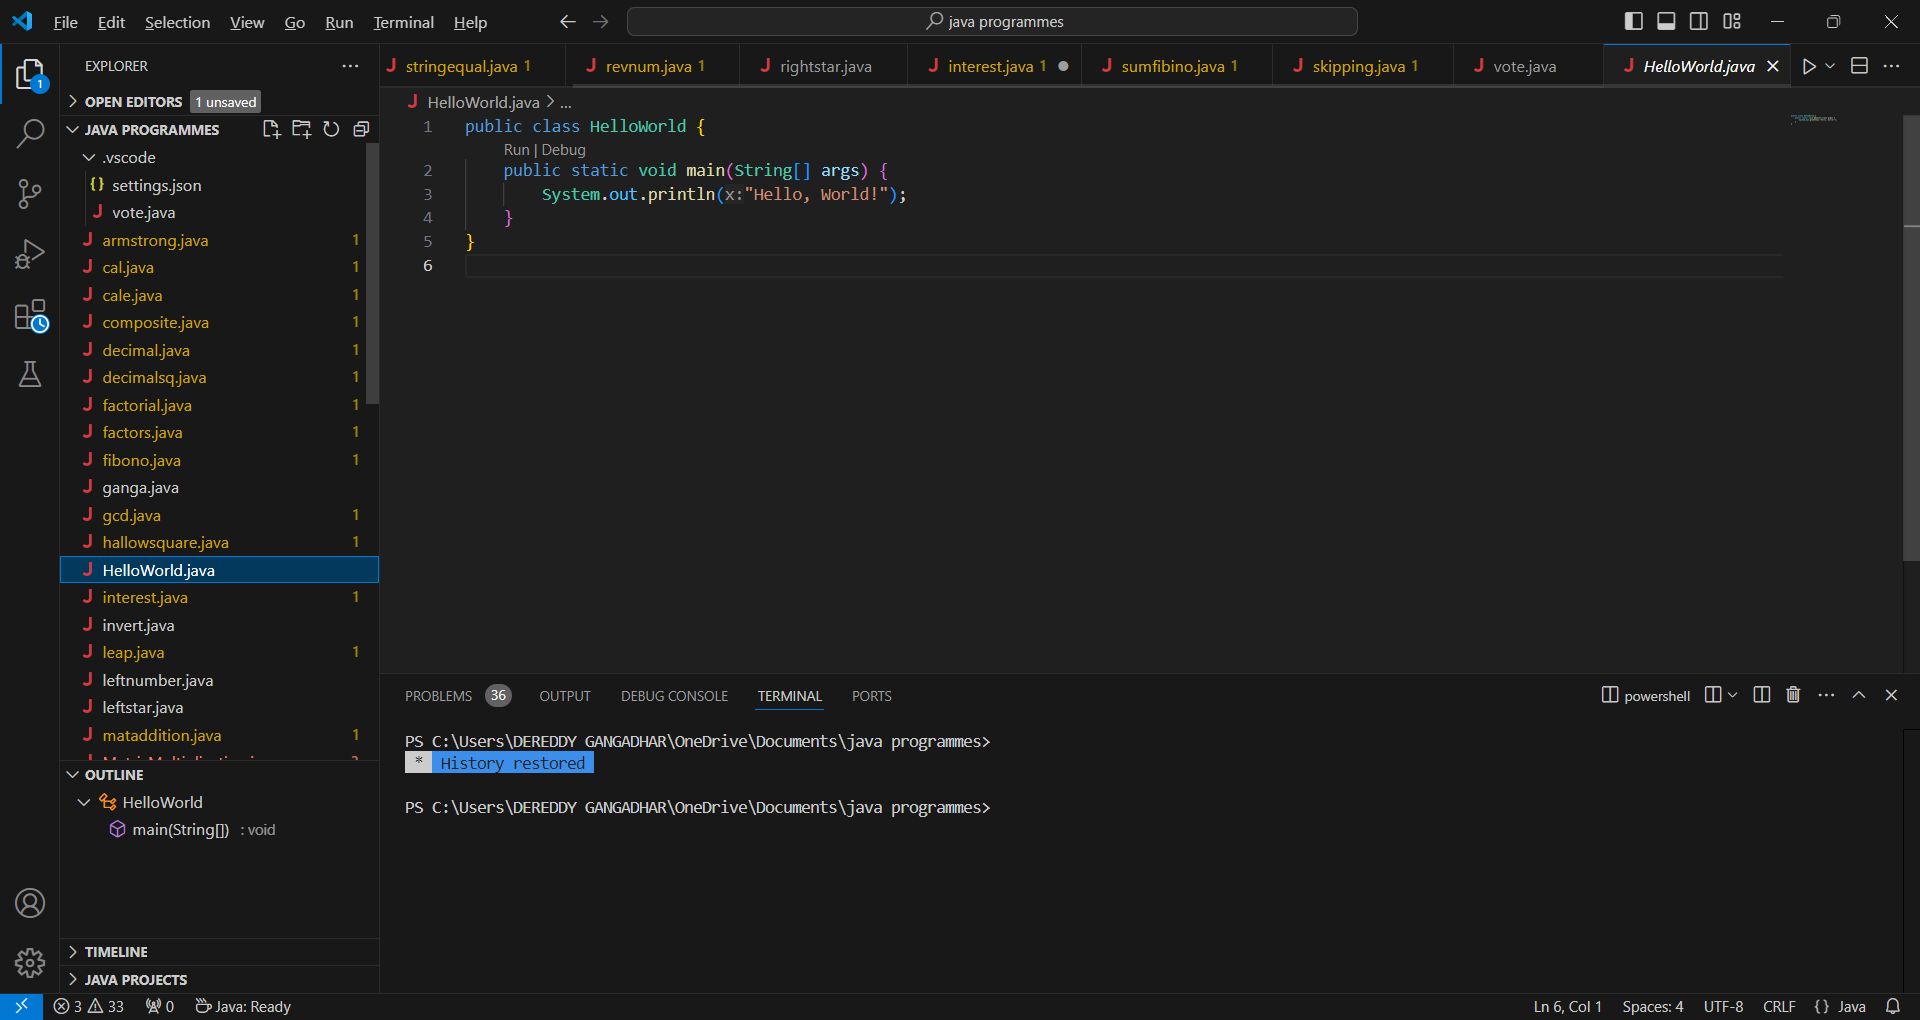 File Edit Selection View Go Run Terminal Help
java programmes
EXPLORER
OPEN EDITORS 1 unsaved
JAVA PROGRAMMES
.vscode
{} settings.json
J vote.java
J armstrong.java 1
J cal.java 1
J cale.java 1
J composite.java 1
J decimal.java 1
J decimalsq.java 1
J factorial.java 1
J factors.java 1
J fibono.java 1
J ganga.java
J gcd.java 1
J hallowsquare.java 1
J HelloWorld.java
J interest.java 1
J invert.java
J leap.java 1
J leftnumber.java
J leftstar.java
J mataddition.java 1
OUTLINE
HelloWorld
main(String[]) : void
TIMELINE
JAVA PROJECTS
J stringequal.java 1 J revnum.java 1 J rightstar.java J interest.java 1 J sumfibino.java 1 J skipping.java 1 J vote.java J HelloWorld.java
J HelloWorld.java > ...
1 public class HelloWorld {
Run | Debug
2 public static void main(String[] args) {
3 System.out.println(x:"Hello, World!");
4 }
5 }
6
PROBLEMS 36 OUTPUT DEBUG CONSOLE TERMINAL PORTS
powershell
PS C:\Users\DEREDDY GANGADHAR\OneDrive\Documents\java programmes>
* History restored
PS C:\Users\DEREDDY GANGADHAR\OneDrive\Documents\java programmes>
3 33 0 Java: Ready
Ln 6, Col 1 Spaces: 4 UTF-8 CRLF {} Java